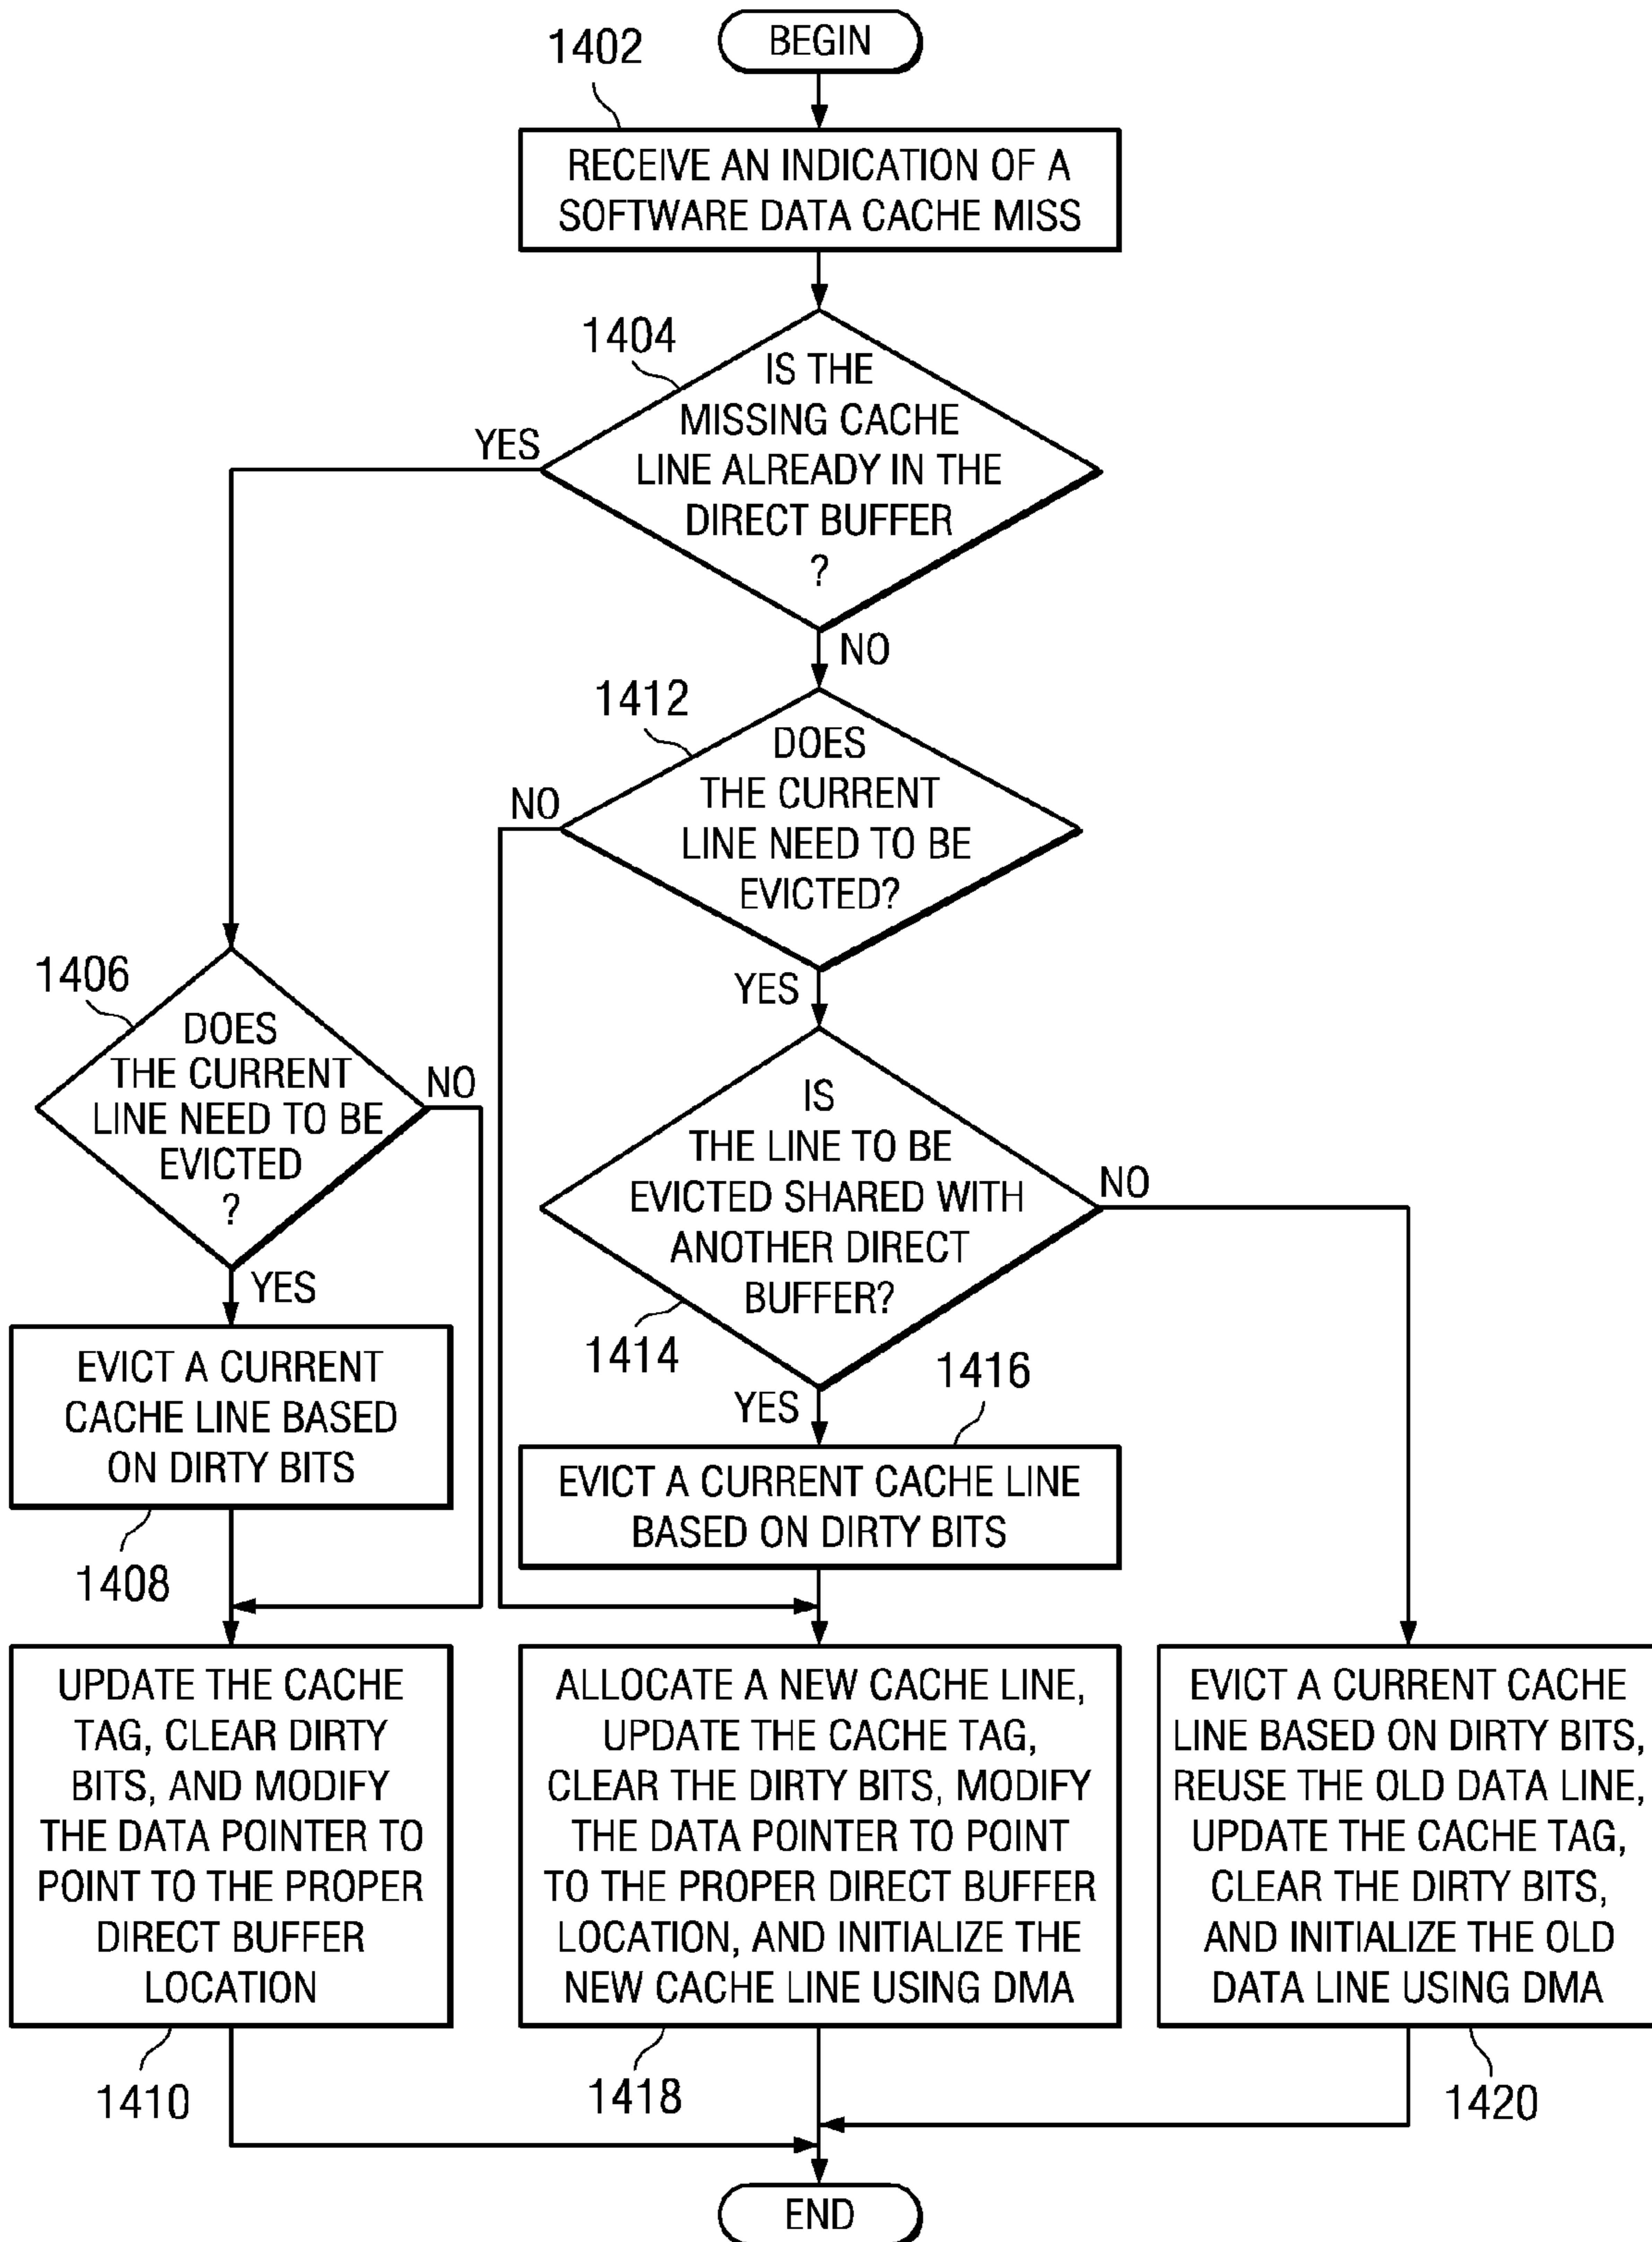 BEGIN
1402
RECEIVE AN INDICATION OF A
SOFTWARE DATA CACHE MISS
1404
IS THE
MISSING CACHE
LINE ALREADY IN THE
DIRECT BUFFER
?
YES
NO
1412
DOES
THE CURRENT
LINE NEED TO BE
EVICTED?
NO
YES
1406
DOES
THE CURRENT
LINE NEED TO BE
EVICTED
?
NO
YES
IS
THE LINE TO BE
EVICTED SHARED WITH
ANOTHER DIRECT
BUFFER?
1414
NO
YES
EVICT A CURRENT
CACHE LINE BASED
ON DIRTY BITS
1408
1416
EVICT A CURRENT CACHE LINE
BASED ON DIRTY BITS
UPDATE THE CACHE
TAG, CLEAR DIRTY
BITS, AND MODIFY
THE DATA POINTER TO
POINT TO THE PROPER
DIRECT BUFFER
LOCATION
1410
ALLOCATE A NEW CACHE LINE,
UPDATE THE CACHE TAG,
CLEAR THE DIRTY BITS, MODIFY
THE DATA POINTER TO POINT
TO THE PROPER DIRECT BUFFER
LOCATION, AND INITIALIZE THE
NEW CACHE LINE USING DMA
1418
EVICT A CURRENT CACHE
LINE BASED ON DIRTY BITS,
REUSE THE OLD DATA LINE,
UPDATE THE CACHE TAG,
CLEAR THE DIRTY BITS,
AND INITIALIZE THE OLD
DATA LINE USING DMA
1420
END